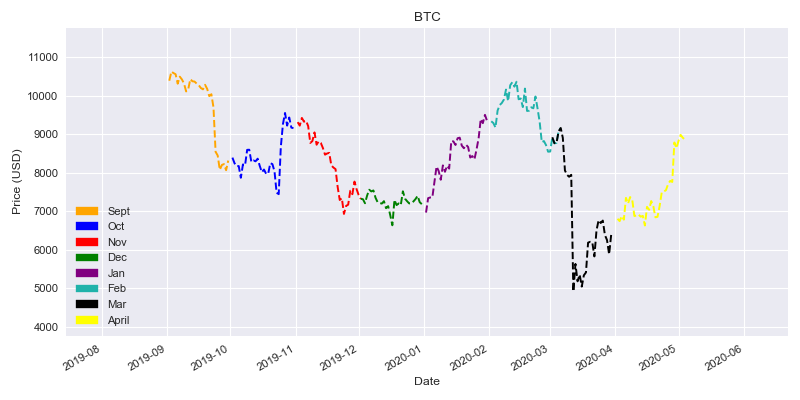 BTC
11000
10000
9000
8000
7000
6000
5000
4000
Price (USD)
Sept
Oct
Nov
Dec
Jan
Feb
Mar
April
2019-08
2019-09
2019-10
2019-11
2019-12
2020-01
2020-02
2020-03
2020-04
2020-05
2020-06
Date